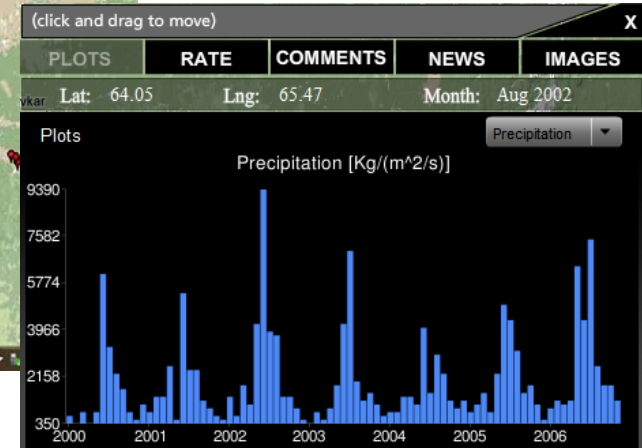 (click and drag to move) X
PLOTS RATE COMMENTS NEWS IMAGES
vkar Lat: 64.05 Lng: 65.47 Month: Aug 2002
Plots Precipitation
Precipitation [Kg/(m^2/s)]
9390
7582
5774
3966
2158
350
2000 2001 2002 2003 2004 2005 2006